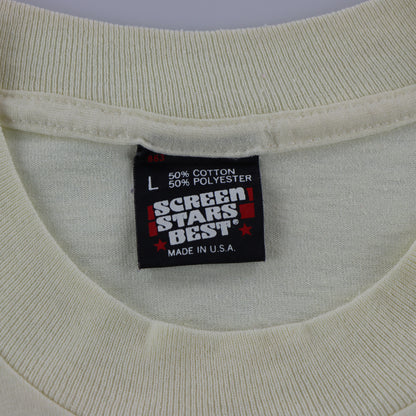 L 50% COTTON
50% POLYESTER
SCREEN
STARS
BEST®
MADE IN U.S.A.